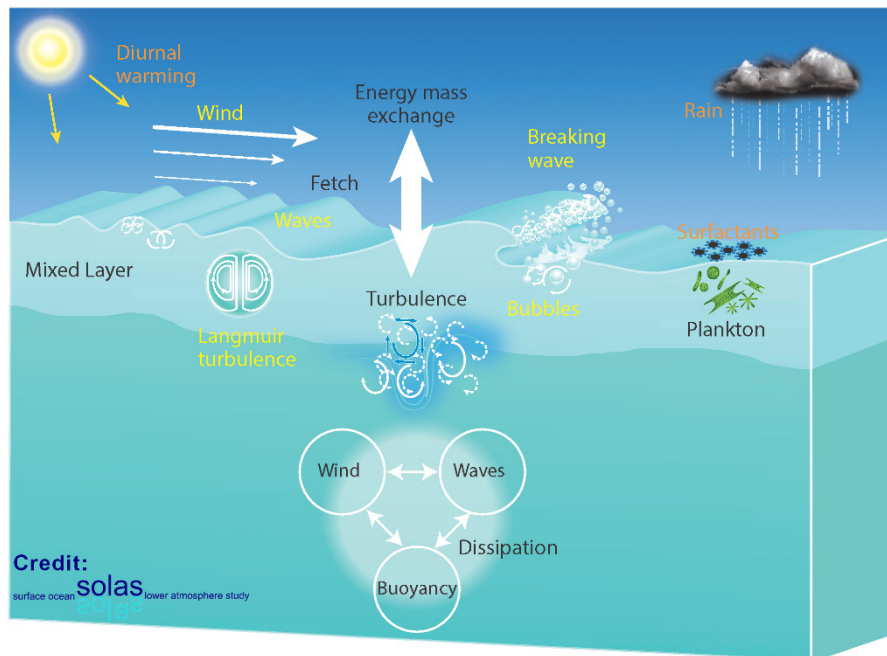 Diurnal
warming
Wind
Energy mass
exchange
Rain
Breaking
wave
Fetch
Waves
Surfactants
Mixed Layer
Turbulence
Bubbles
Plankton
Langmuir
turbulence
Wind
Waves
Dissipation
Buoyancy
Credit:
surface ocean solas lower atmosphere study